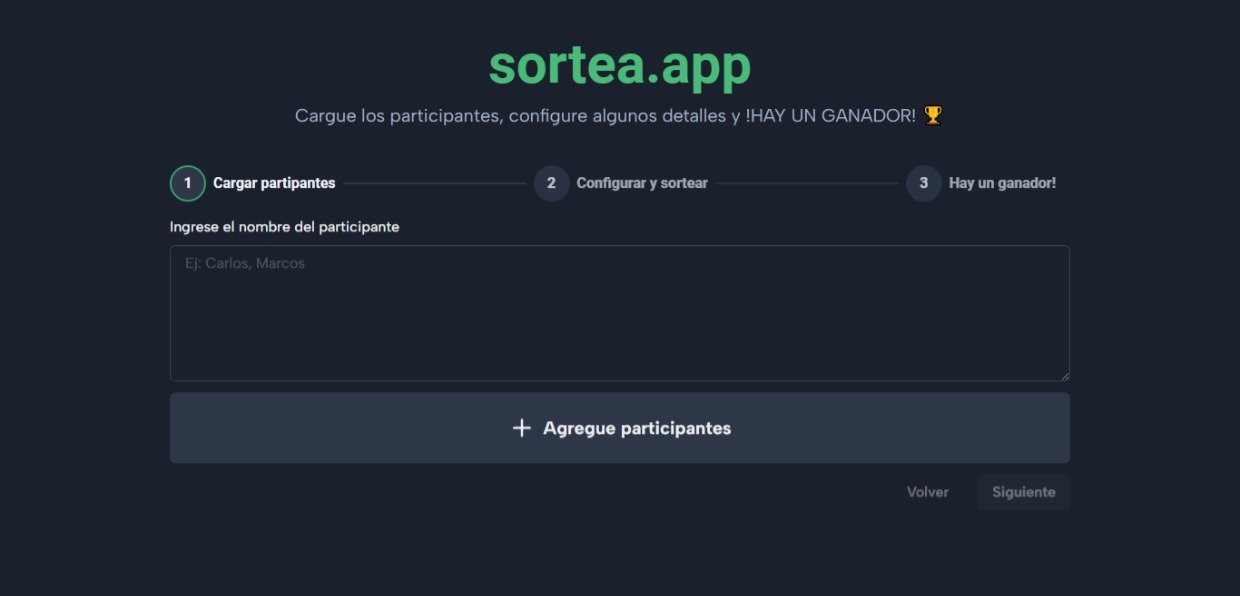 sortea.app
Cargue los participantes, configure algunos detalles y !HAY UN GANADOR! 🏆
1 Cargar partipantes 2 Configurar y sortear 3 Hay un ganador!
Ingrese el nombre del participante
Ej: Carlos, Marcos
+ Agregue participantes
Volver Siguiente